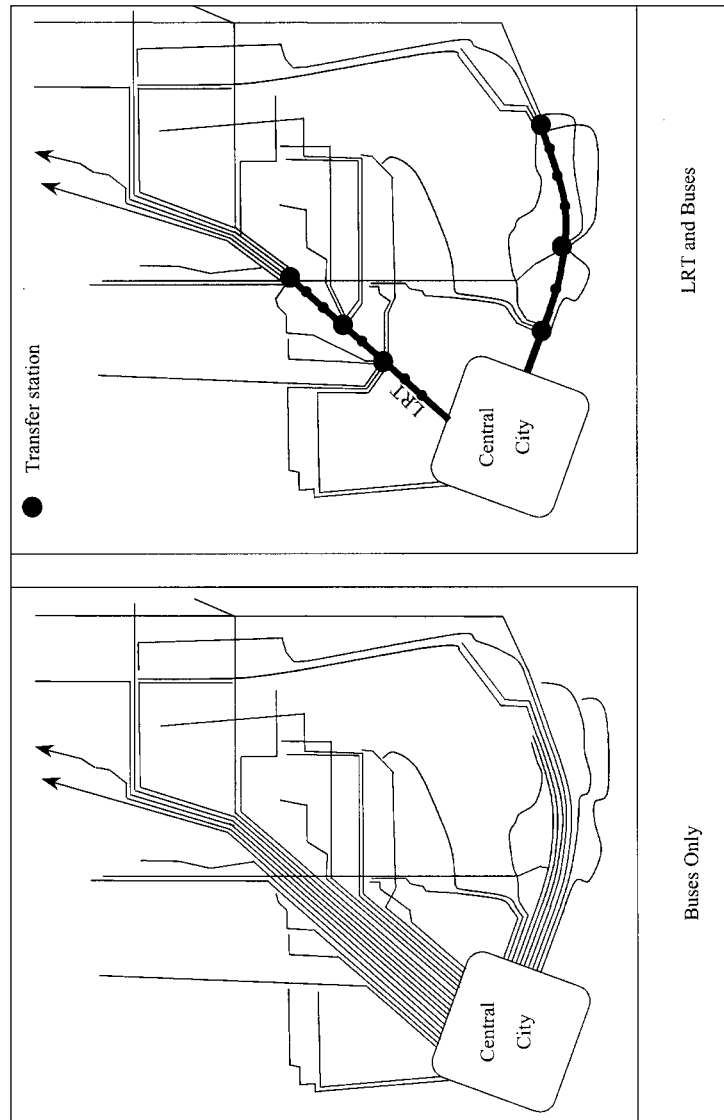 Transfer station
LRT
Central
City
LRT and Buses
Central
City
Buses Only